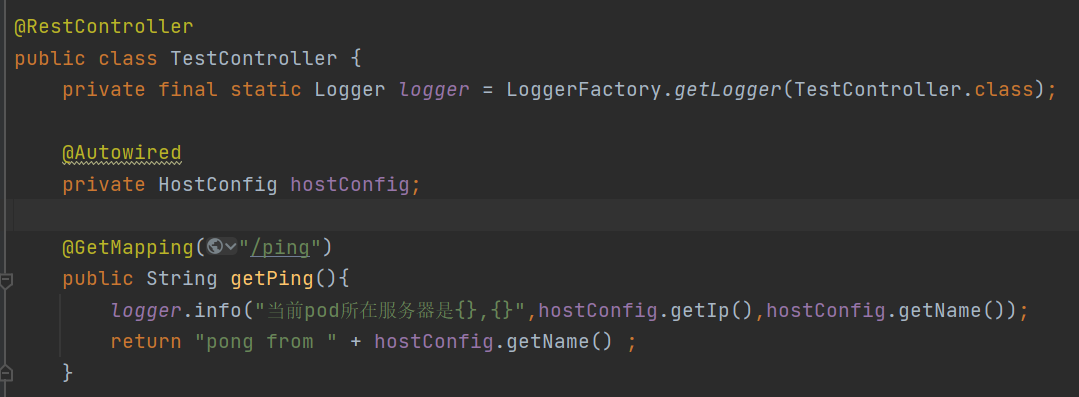 @RestController
public class TestController {
    private final static Logger logger = LoggerFactory.getLogger(TestController.class);
    @Autowired
    private HostConfig hostConfig;
    @GetMapping("/ping")
    public String getPing(){
        logger.info("当前pod所在服务器是{},{}",hostConfig.getIp(),hostConfig.getName());
        return "pong from " + hostConfig.getName() ;
    }